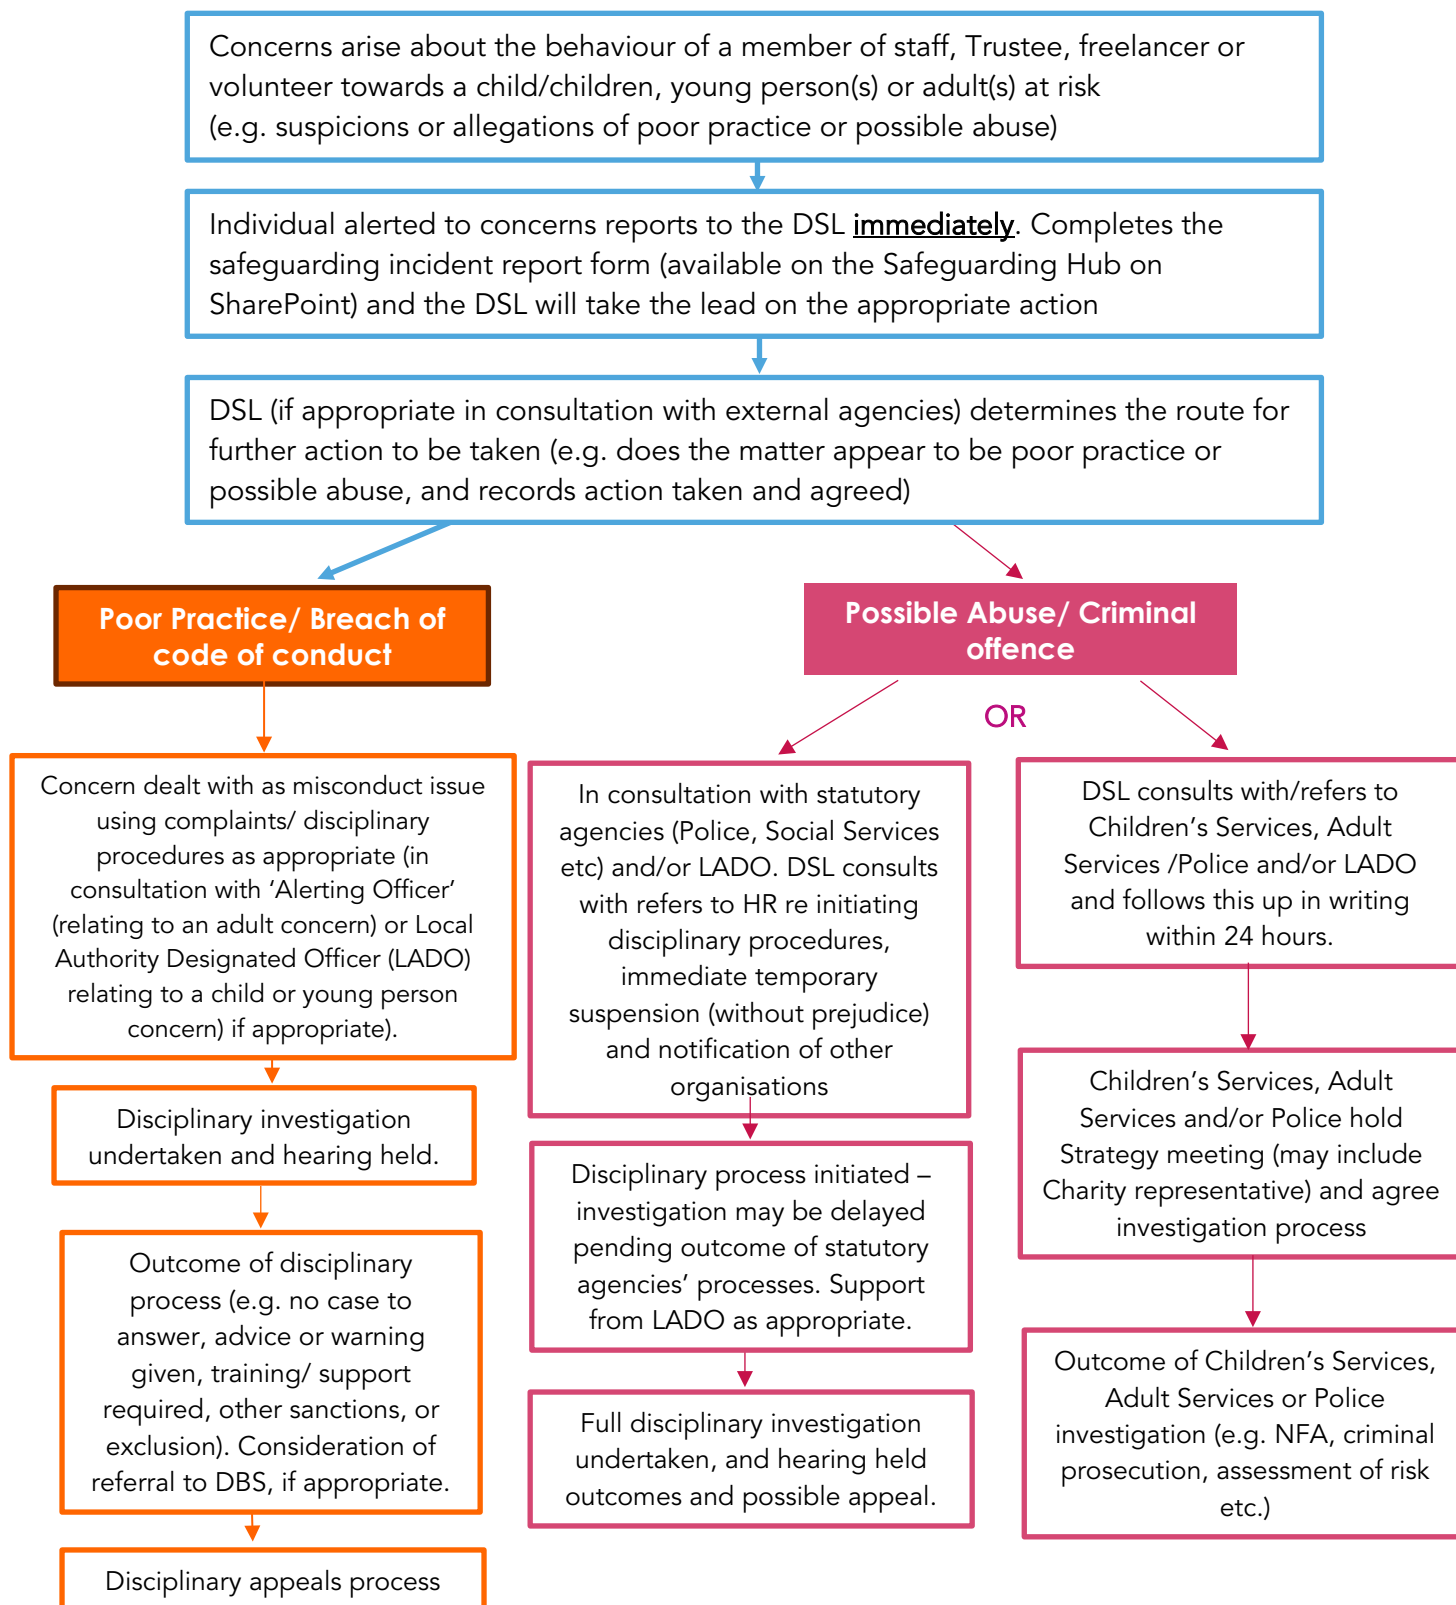 Concerns arise about the behaviour of a member of staff, Trustee, freelancer or
volunteer towards a child/children, young person(s) or adult(s) at risk
(e.g. suspicions or allegations of poor practice or possible abuse)
Individual alerted to concerns reports to the DSL immediately. Completes the
safeguarding incident report form (available on the Safeguarding Hub on
SharePoint) and the DSL will take the lead on the appropriate action
DSL (if appropriate in consultation with external agencies) determines the route for
further action to be taken (e.g. does the matter appear to be poor practice or
possible abuse, and records action taken and agreed)
Poor Practice/ Breach of
code of conduct
Concern dealt with as misconduct issue
using complaints/ disciplinary
procedures as appropriate (in
consultation with ‘Alerting Officer’
(relating to an adult concern) or Local
Authority Designated Officer (LADO)
relating to a child or young person
concern) if appropriate).
Disciplinary investigation
undertaken and hearing held.
Outcome of disciplinary
process (e.g. no case to
answer, advice or warning
given, training/ support
required, other sanctions, or
exclusion). Consideration of
referral to DBS, if appropriate.
Disciplinary appeals process
Possible Abuse/ Criminal
offence
OR
In consultation with statutory
agencies (Police, Social Services
etc) and/or LADO. DSL consults
with refers to HR re initiating
disciplinary procedures,
immediate temporary
suspension (without prejudice)
and notification of other
organisations
Disciplinary process initiated –
investigation may be delayed
pending outcome of statutory
agencies’ processes. Support
from LADO as appropriate.
Full disciplinary investigation
undertaken, and hearing held
outcomes and possible appeal.
DSL consults with/refers to
Children’s Services, Adult
Services /Police and/or LADO
and follows this up in writing
within 24 hours.
Children’s Services, Adult
Services and/or Police hold
Strategy meeting (may include
Charity representative) and agree
investigation process
Outcome of Children’s Services,
Adult Services or Police
investigation (e.g. NFA, criminal
prosecution, assessment of risk
etc.)